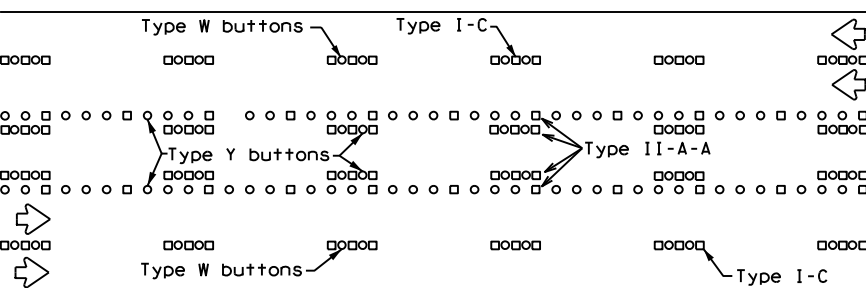 Type W buttons
Type I-C
Type Y buttons
Type II-A-A
Type W buttons
Type I-C